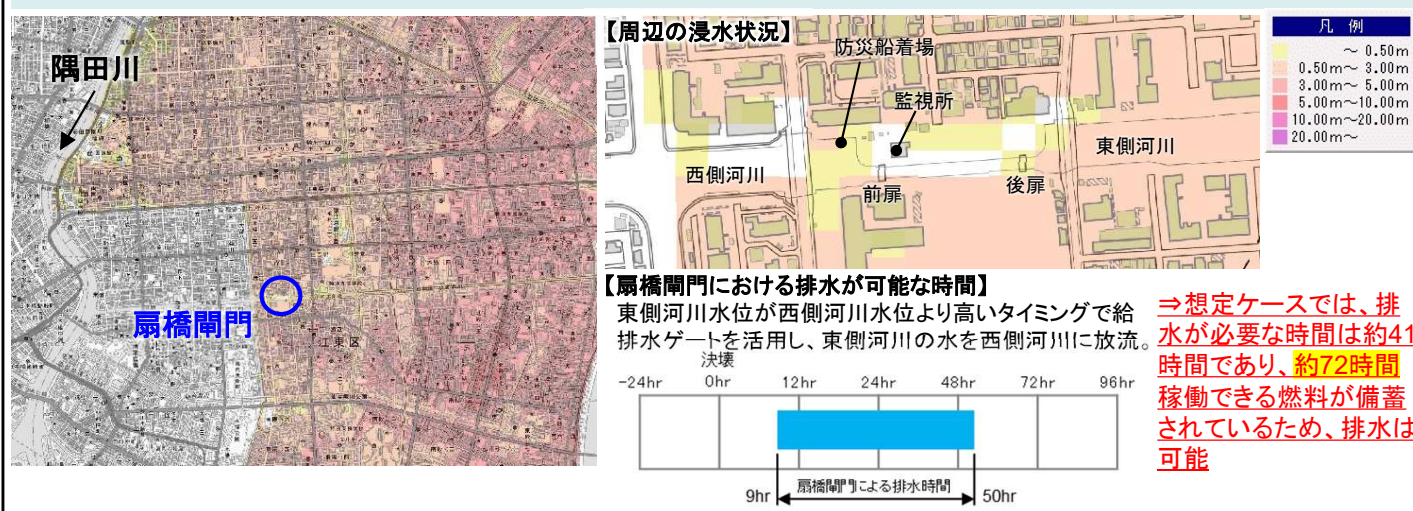 隅田川
扇橋閘門
江東区
【周辺の浸水状況】
防災船着場
監視所
西側河川
前扉
後扉
東側河川
凡 例
～ 0.50m
0.50m～ 3.00m
3.00m～ 5.00m
5.00m～10.00m
10.00m～20.00m
20.00m～
【扇橋閘門における排水が可能な時間】
東側河川水位が西側河川水位より高いタイミングで給
排水ゲートを活用し、東側河川の水を西側河川に放流。
決壊
-24hr 0hr 12hr 24hr 48hr 72hr 96hr
扇橋閘門による排水時間
9hr 50hr
⇒想定ケースでは、排
水が必要な時間は約41
時間であり、約72時間
稼働できる燃料が備蓄
されているため、排水は
可能